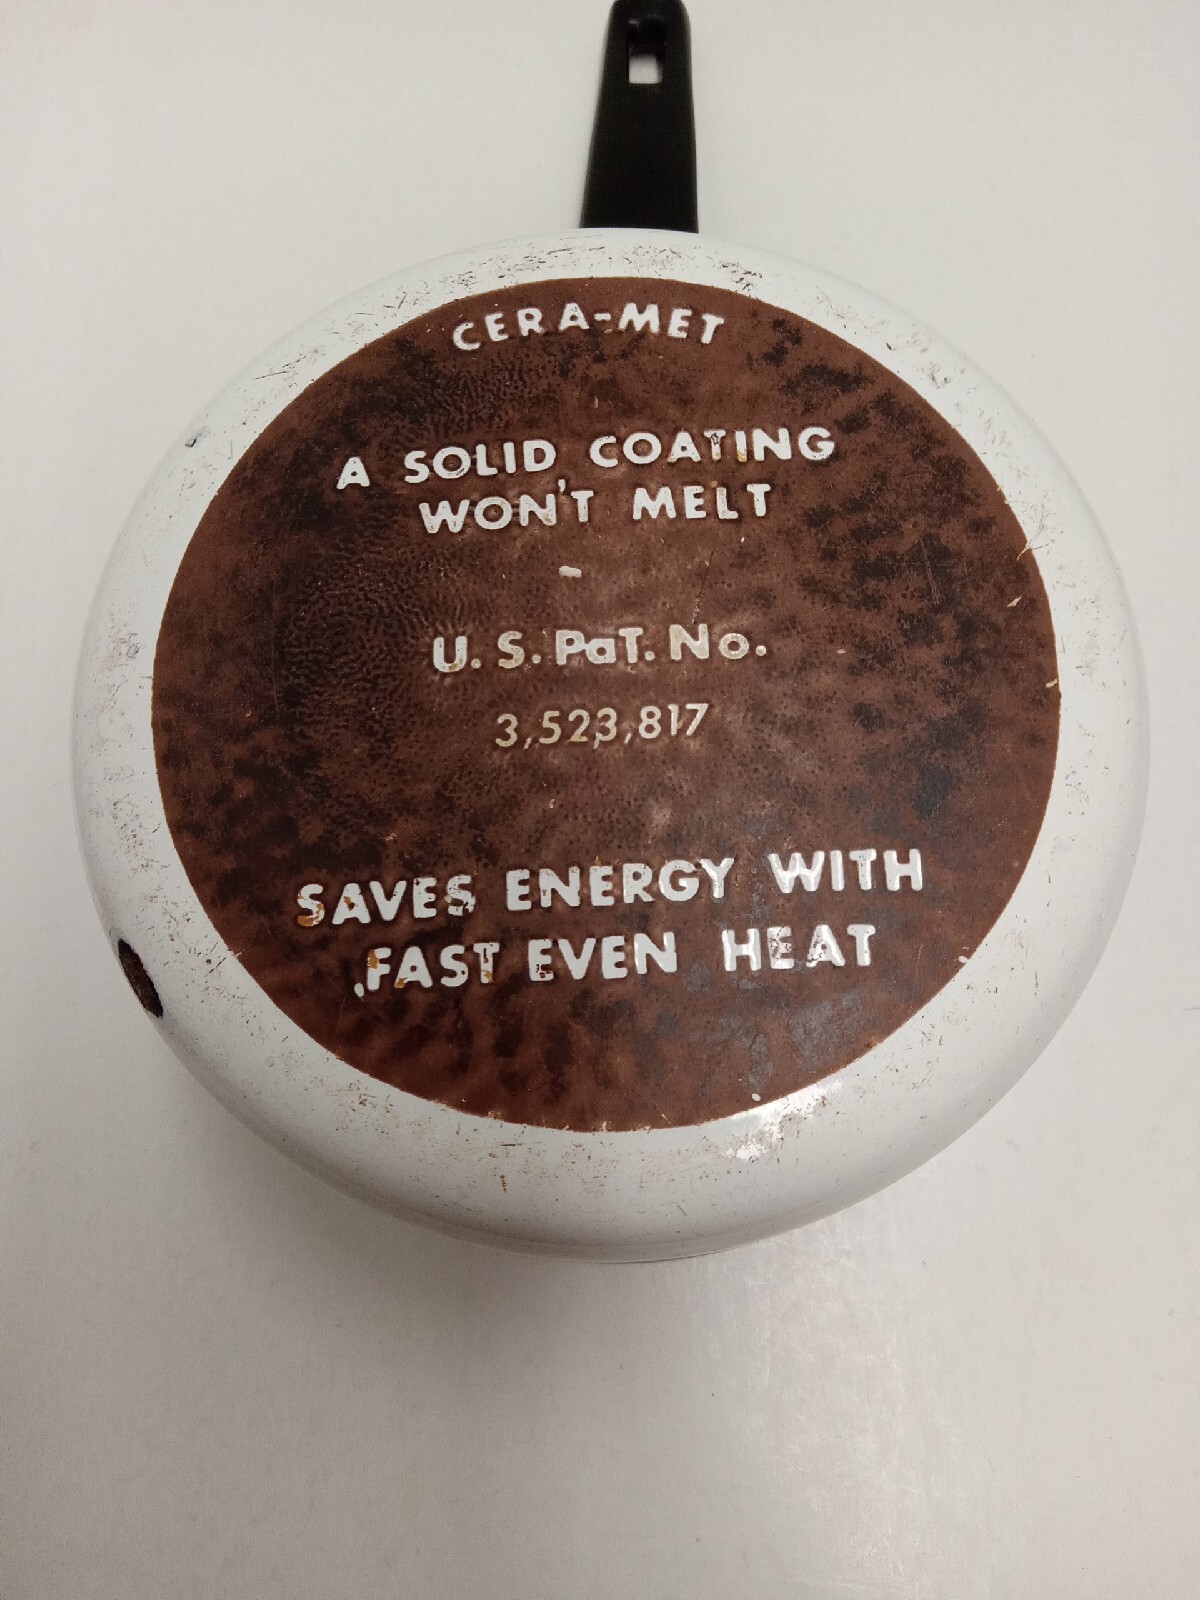 CERA-MET
A SOLID COATING
WON'T MELT
U. S. PaT. No.
3,523,817
SAVES ENERGY WITH
FAST EVEN HEAT